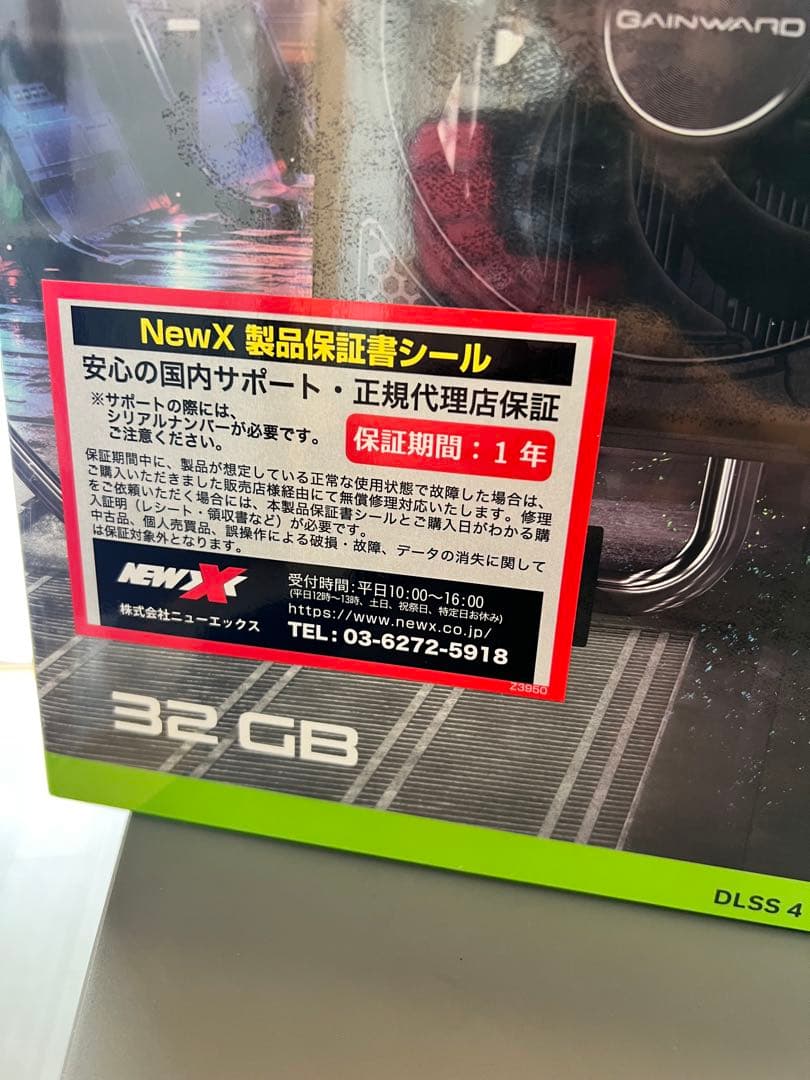 GAINWARD
NewX 製品保証書シール
安心の国内サポート・正規代理店保証
※サポートの際には、
シリアルナンバーが必要です。
ご注意ください。
保証期間：1 年
保証期間中に、製品が想定している正常な使用状態で故障した場合は、
ご購入いただきました販売店様経由にて無償修理対応いたします。修理
をご依頼いただく場合には、本製品保証書シールとご購入日がわかる購
入証明（レシート・領収書など）が必要です。
中古品、個人売買品、誤操作による破損・故障、データの消失に関して
は保証対象外となります。
NEWX
株式会社ニューエックス
受付時間:平日10:00〜16:00
(平日12時〜13時、土日、祝祭日、特定日お休み)
https://www.newx.co.jp/
TEL：03-6272-5918
Z3950
32 GB
DLSS 4